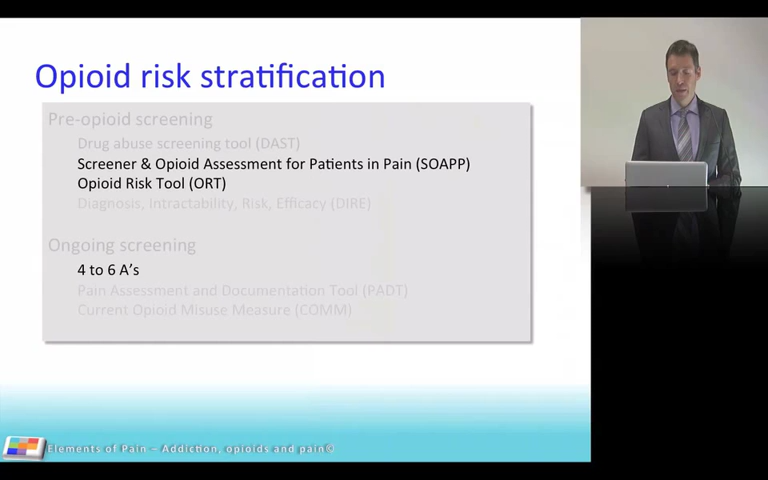 Opioid risk stratification
Pre-opioid screening
Drug abuse screening tool (DAST)
Screener & Opioid Assessment for Patients in Pain (SOAPP)
Opioid Risk Tool (ORT)
Diagnosis, Intractability, Risk, Efficacy (DIRE)
Ongoing screening
4 to 6 A’s
Pain Assessment and Documentation Tool (PADT)
Current Opioid Misuse Measure (COMM)
Elements of Pain – Addiction, opioids and pain©